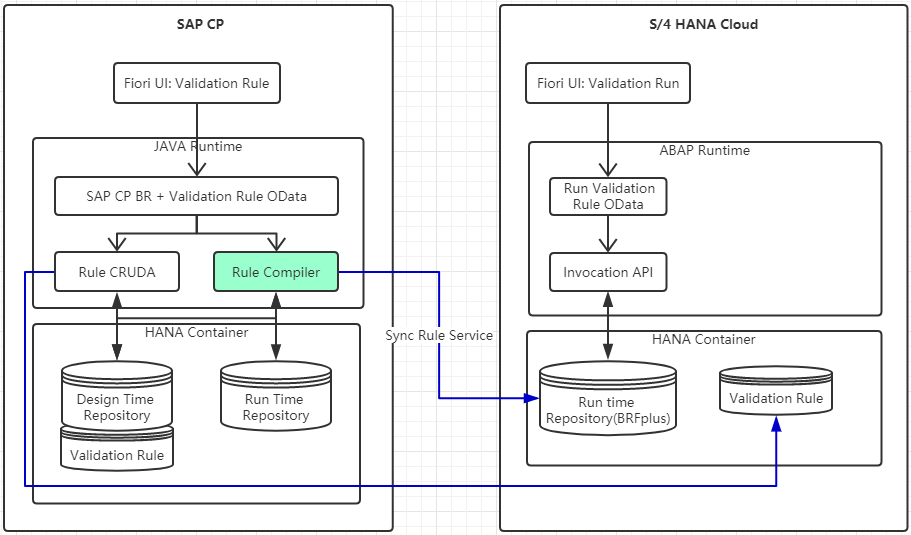 SAP CP
Fiori UI: Validation Rule
JAVA Runtime
SAP CP BR + Validation Rule OData
Rule CRUDA
Rule Compiler
HANA Container
Design Time
Repository
Validation Rule
Run Time
Repository
Sync Rule Service
S/4 HANA Cloud
Fiori UI: Validation Run
ABAP Runtime
Run Validation
Rule OData
Invocation API
HANA Container
Run time
Repository(BRFplus)
Validation Rule